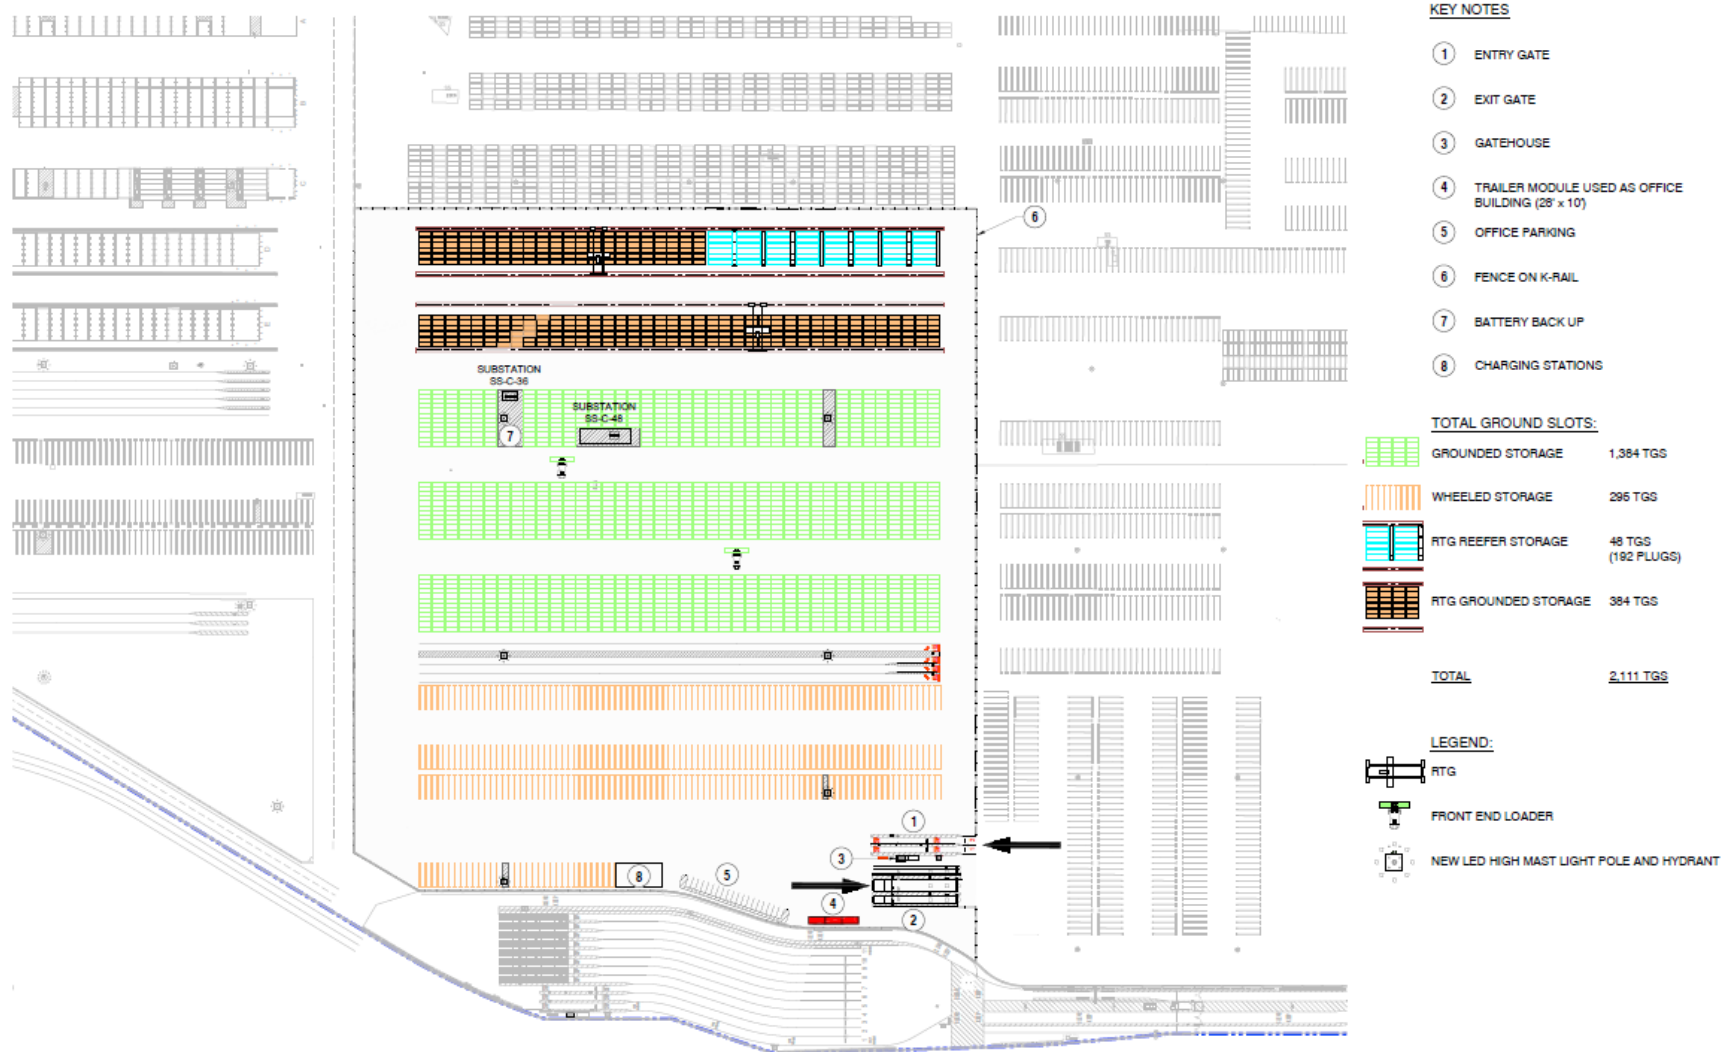 KEY NOTES
1 ENTRY GATE
2 EXIT GATE
3 GATEHOUSE
4 TRAILER MODULE USED AS OFFICE
BUILDING (28' x 10')
5 OFFICE PARKING
6 FENCE ON K-RAIL
7 BATTERY BACK UP
8 CHARGING STATIONS
TOTAL GROUND SLOTS:
GROUNDED STORAGE 1,384 TGS
WHEELED STORAGE 295 TGS
RTG REEFER STORAGE 48 TGS
(192 PLUGS)
RTG GROUNDED STORAGE 384 TGS
TOTAL 2,111 TGS
LEGEND:
RTG
FRONT END LOADER
NEW LED HIGH MAST LIGHT POLE AND HYDRANT
6
SUBSTATION
SS-C-36
SUBSTATION
SS-C-48
7
1
3
8
5
4
2